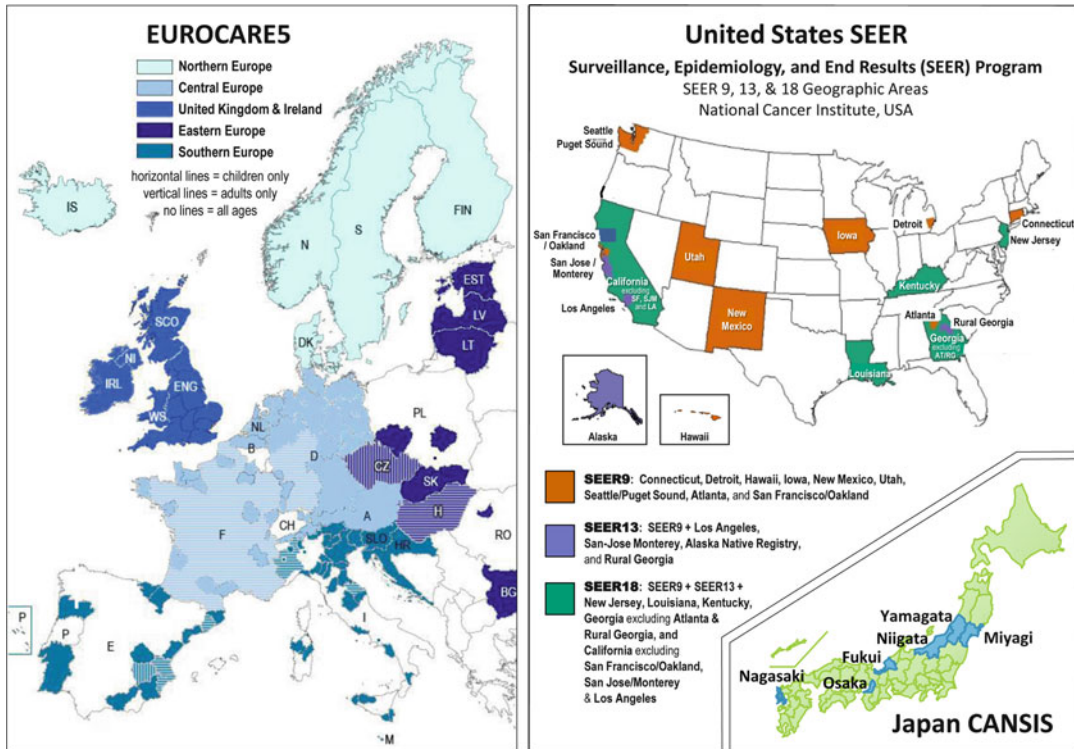 EUROCARE5
Northern Europe
Central Europe
United Kingdom & Ireland
Eastern Europe
Southern Europe
horizontal lines = children only
vertical lines = adults only
no lines = all ages
IS
N
S
FIN
EST
LV
LT
DK
SCO
NI
IRL
ENG
WS
NL
B
D
PL
CZ
SK
F
CH
A
H
RO
SLO
HR
BG
P
P
E
I
M
United States SEER
Surveillance, Epidemiology, and End Results (SEER) Program
SEER 9, 13, & 18 Geographic Areas
National Cancer Institute, USA
Seattle
Puget Sound
San Francisco
/ Oakland
San Jose /
Monterey
Los Angeles
California
excluding
SF, SJM
and LA
Utah
New
Mexico
Iowa
Detroit
Connecticut
New Jersey
Kentucky
Atlanta
Rural Georgia
Georgia
excluding
AT/RG
Louisiana
Alaska
Hawaii
SEER9: Connecticut, Detroit, Hawaii, Iowa, New Mexico, Utah,
Seattle/Puget Sound, Atlanta, and San Francisco/Oakland
SEER13: SEER9 + Los Angeles,
San-Jose Monterey, Alaska Native Registry,
and Rural Georgia
SEER18: SEER9 + SEER13 +
New Jersey, Louisiana, Kentucky,
Georgia excluding Atlanta &
Rural Georgia, and
California excluding
San Francisco/Oakland,
San Jose/Monterey
& Los Angeles
Yamagata
Niigata
Miyagi
Fukui
Nagasaki
Osaka
Japan CANSIS